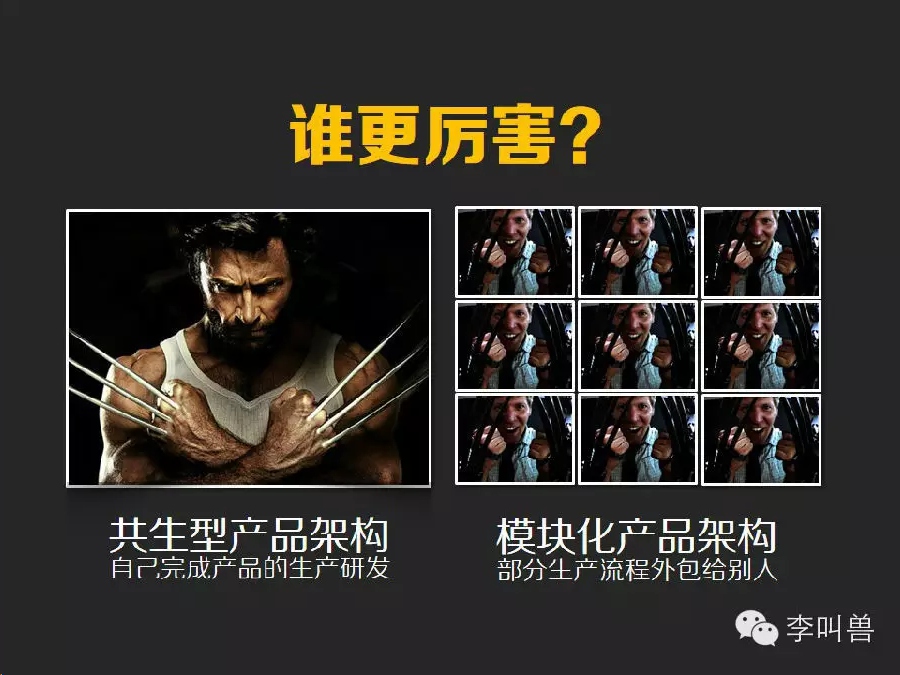 谁更厉害?
共生型产品架构
自己完成产品的生产研发
模块化产品架构
部分生产流程外包给别人
李叫兽